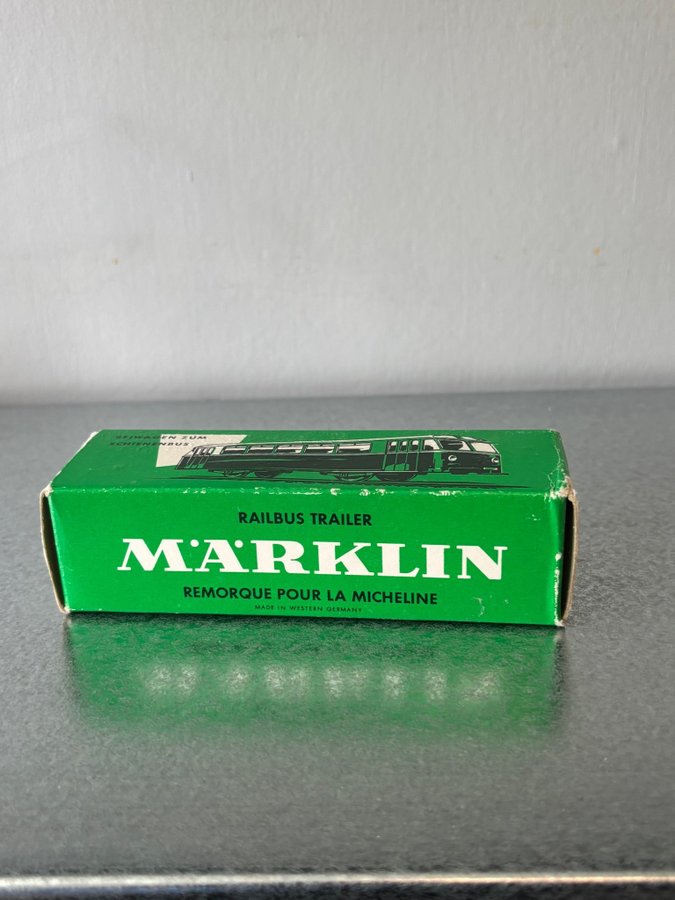 BEIWAGEN ZUM
SCHIENENBUS
RAILBUS TRAILER
MÄRKLIN
REMORQUE POUR LA MICHELINE
MADE IN WESTERN GERMANY